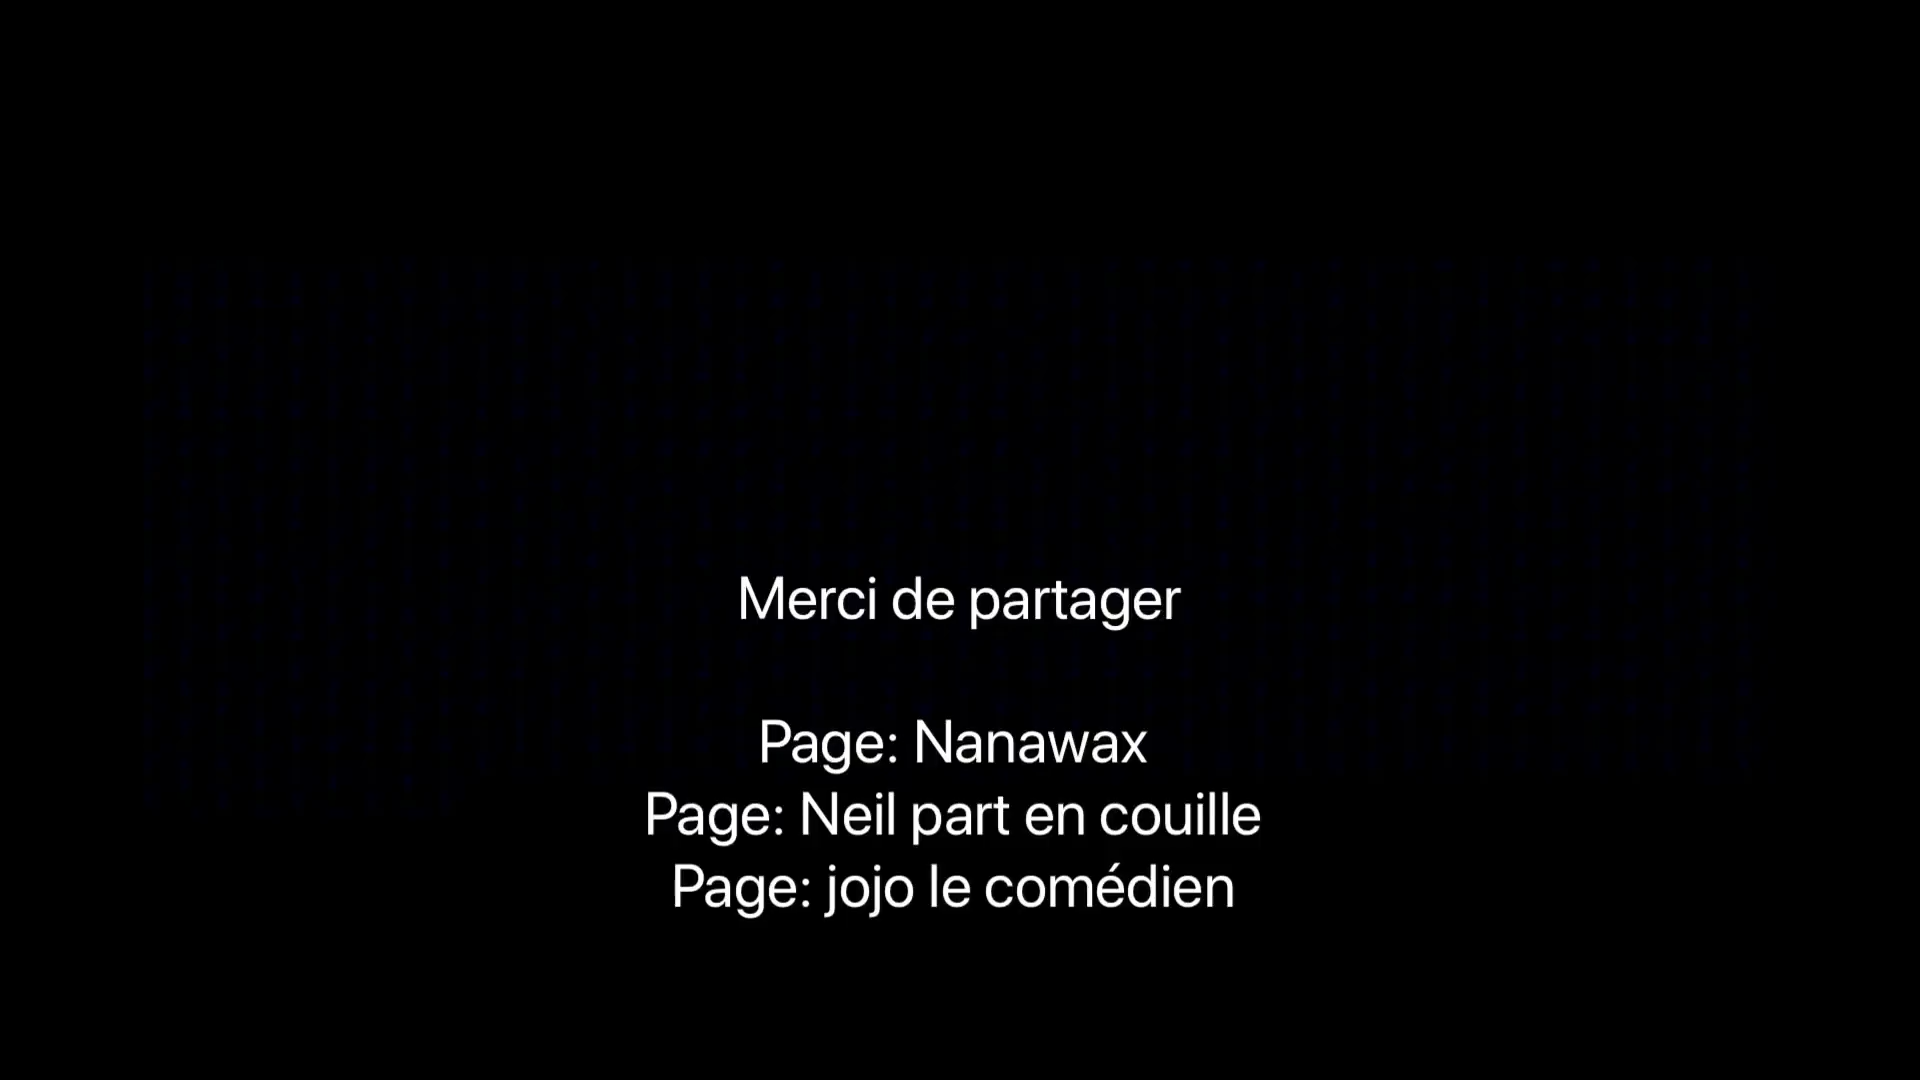 Merci de partager
Page: Nanawax
Page: Neil part en couille
Page: jojo le comédien